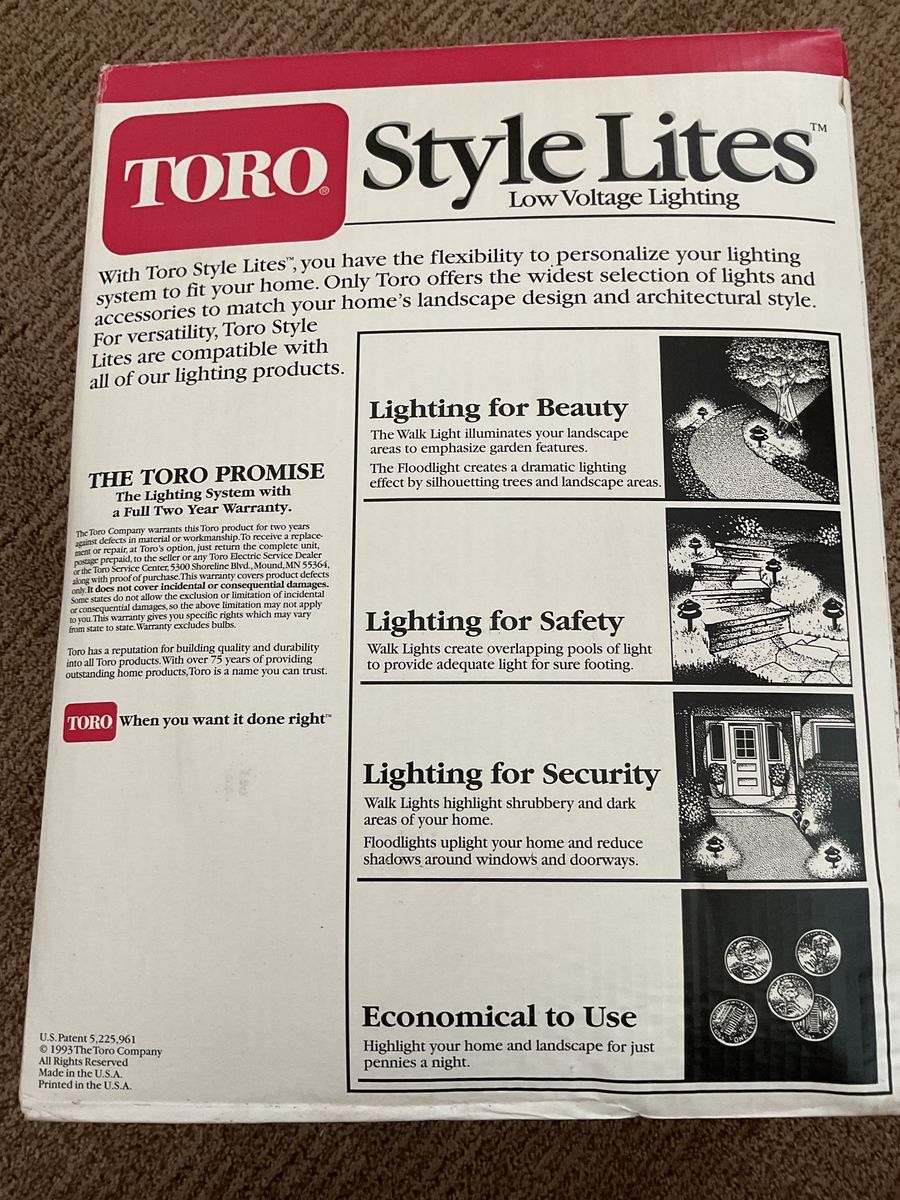 TORO®
Style Lites™
Low Voltage Lighting
With Toro Style Lites™, you have the flexibility to personalize your lighting
system to fit your home. Only Toro offers the widest selection of lights and
accessories to match your home's landscape design and architectural style.
For versatility, Toro Style
Lites are compatible with
all of our lighting products.
THE TORO PROMISE
The Lighting System with
a Full Two Year Warranty.
The Toro Company warrants this Toro product for two years
against defects in material or workmanship. To receive a replace-
ment or repair, at Toro's option, just return the complete unit,
postage prepaid, to the seller or any Toro Electric Service Dealer
or the Toro Service Center, 5300 Shoreline Blvd., Mound, MN 55364,
along with proof of purchase. This warranty covers product defects
only. It does not cover incidental or consequential damages.
Some states do not allow the exclusion or limitation of incidental
or consequential damages, so the above limitation may not apply
to you. This warranty gives you specific rights which may vary
from state to state. Warranty excludes bulbs.
Toro has a reputation for building quality and durability
into all Toro products. With over 75 years of providing
outstanding home products, Toro is a name you can trust.
TORO When you want it done right™
U.S. Patent 5,225,961
© 1993 The Toro Company
All Rights Reserved
Made in the U.S.A.
Printed in the U.S.A.
Lighting for Beauty
The Walk Light illuminates your landscape
areas to emphasize garden features.
The Floodlight creates a dramatic lighting
effect by silhouetting trees and landscape areas.
Lighting for Safety
Walk Lights create overlapping pools of light
to provide adequate light for sure footing.
Lighting for Security
Walk Lights highlight shrubbery and dark
areas of your home.
Floodlights uplight your home and reduce
shadows around windows and doorways.
Economical to Use
Highlight your home and landscape for just
pennies a night.